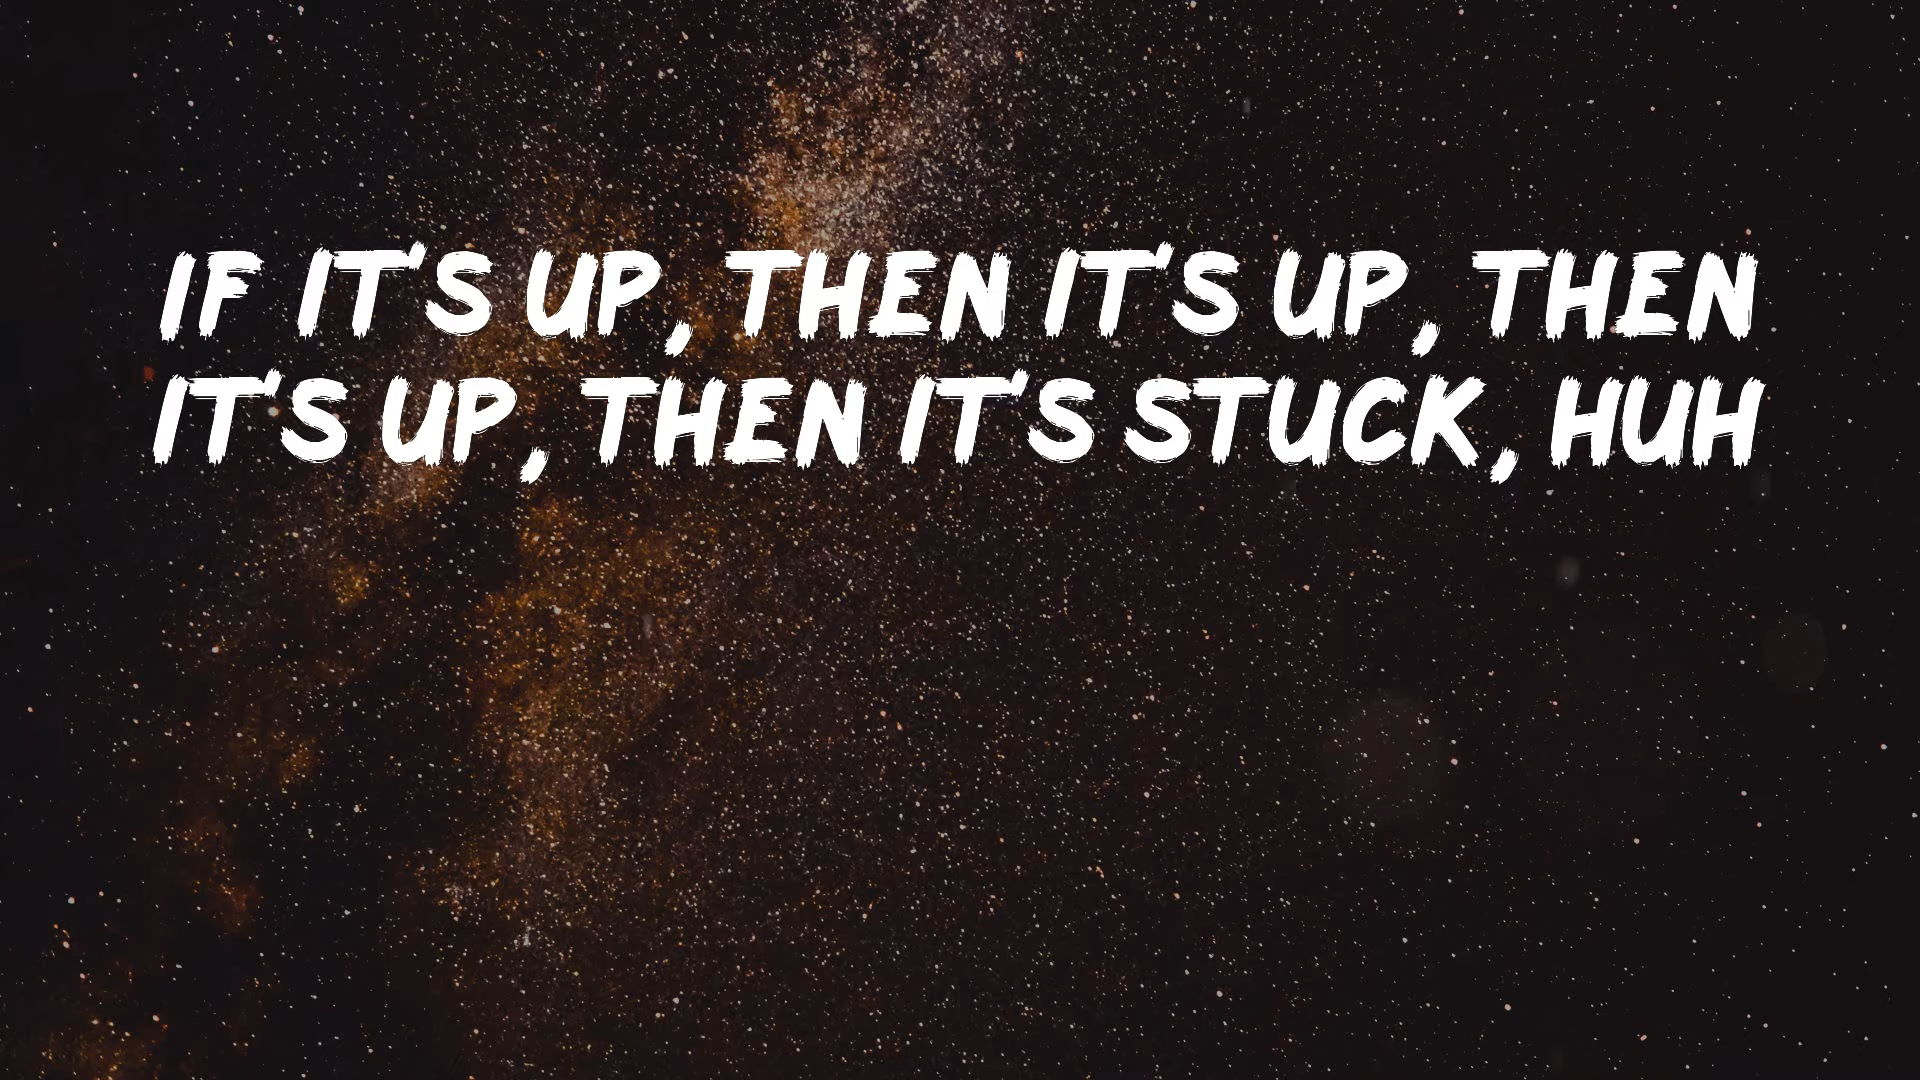 IF IT'S UP, THEN IT'S UP, THEN
IT'S UP, THEN IT'S STUCK, HUH